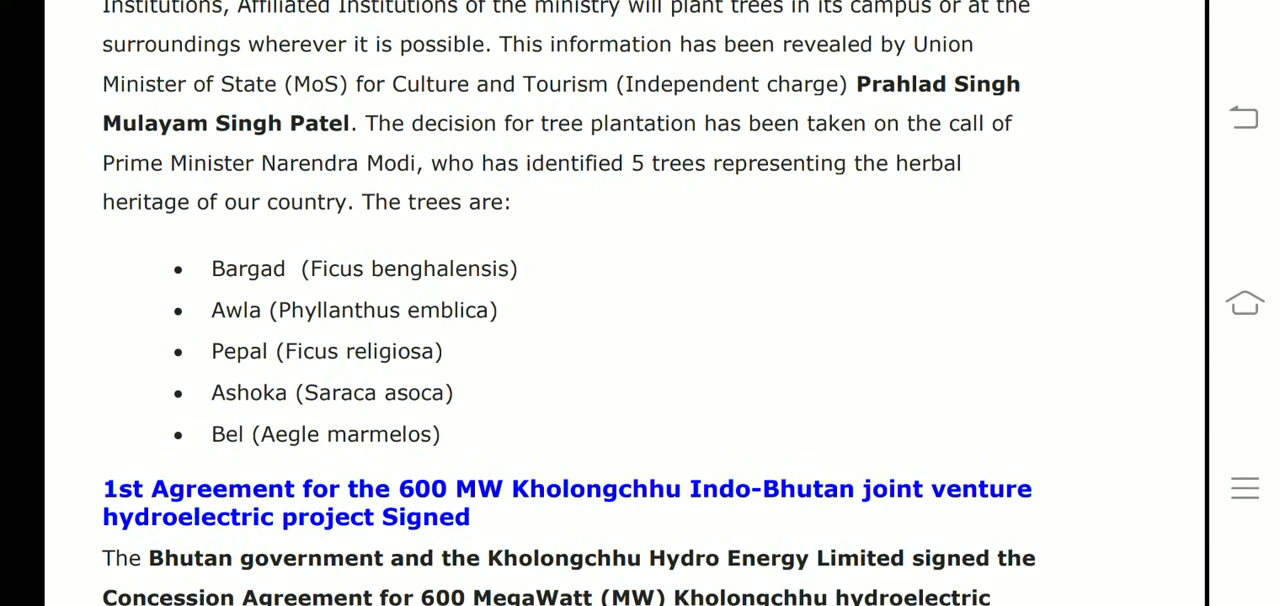 Institutions, Affiliated Institutions of the ministry will plant trees in its campus or at the
surroundings wherever it is possible. This information has been revealed by Union
Minister of State (MoS) for Culture and Tourism (Independent charge) Prahlad Singh
Mulayam Singh Patel. The decision for tree plantation has been taken on the call of
Prime Minister Narendra Modi, who has identified 5 trees representing the herbal
heritage of our country. The trees are:
• Bargad  (Ficus benghalensis)
• Awla (Phyllanthus emblica)
• Pepal (Ficus religiosa)
• Ashoka (Saraca asoca)
• Bel (Aegle marmelos)
1st Agreement for the 600 MW Kholongchhu Indo-Bhutan joint venture
hydroelectric project Signed
The Bhutan government and the Kholongchhu Hydro Energy Limited signed the
Concession Agreement for 600 MegaWatt (MW) Kholongchhu hydroelectric